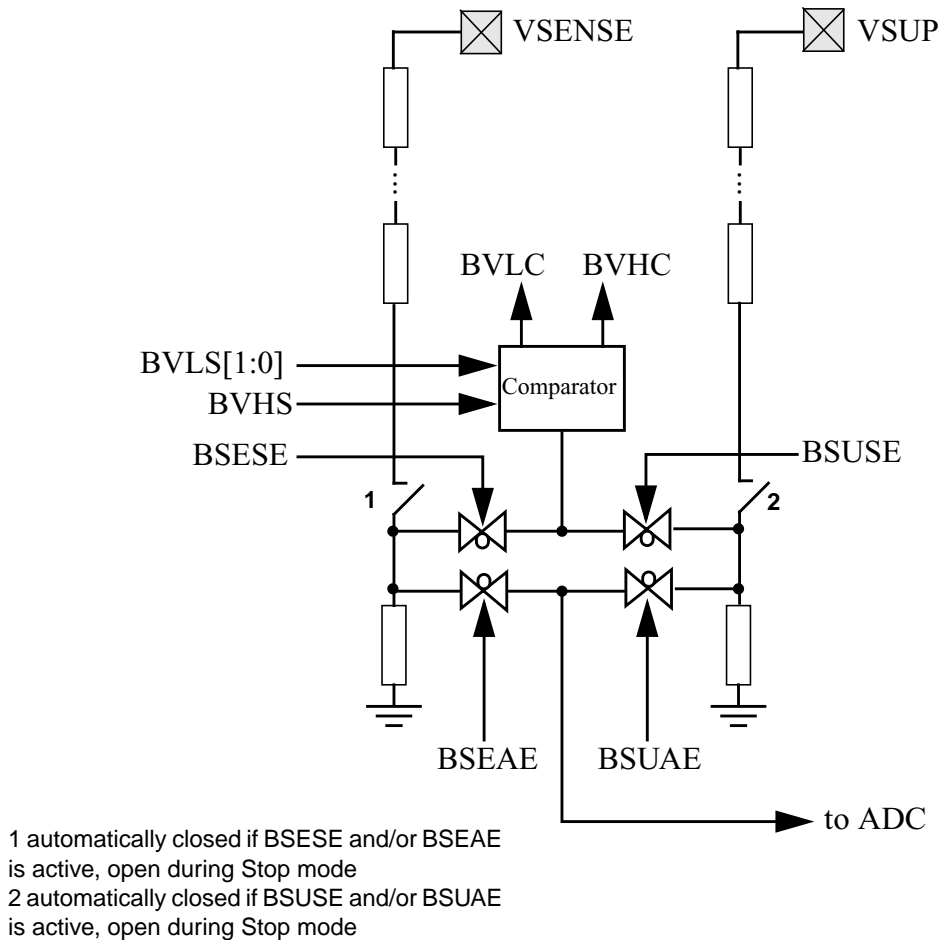 VSENSE
VSUP
BVLC
BVHC
BVLS[1:0]
Comparator
BVHS
BSESE
BSUSE
1
2
BSEAE
BSUAE
to ADC
1 automatically closed if BSESE and/or BSEAE
is active, open during Stop mode
2 automatically closed if BSUSE and/or BSUAE
is active, open during Stop mode